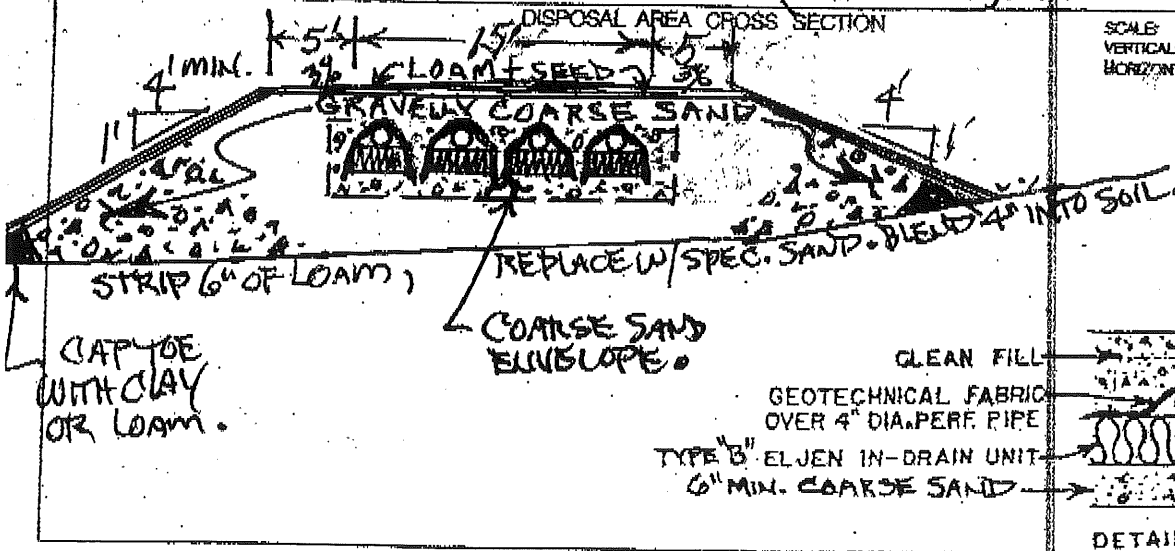 DISPOSAL AREA CROSS SECTION
SCALE:
VERTICAL
HORIZON
5' 15' 5'
4' MIN.
3% LOAM + SEED 3%
GRAVELLY COARSE SAND
1'
4'
1'
STRIP 6" OF LOAM,
REPLACE W/ SPEC. SAND. BLEND 4" INTO SOIL.
COARSE SAND
ENVELOPE.
CAP TOE
WITH CLAY
OR LOAM.
CLEAN FILL
GEOTECHNICAL FABRIC
OVER 4" DIA. PERF. PIPE
TYPE "B" ELJEN IN-DRAIN UNIT
6" MIN. COARSE SAND
DETAI